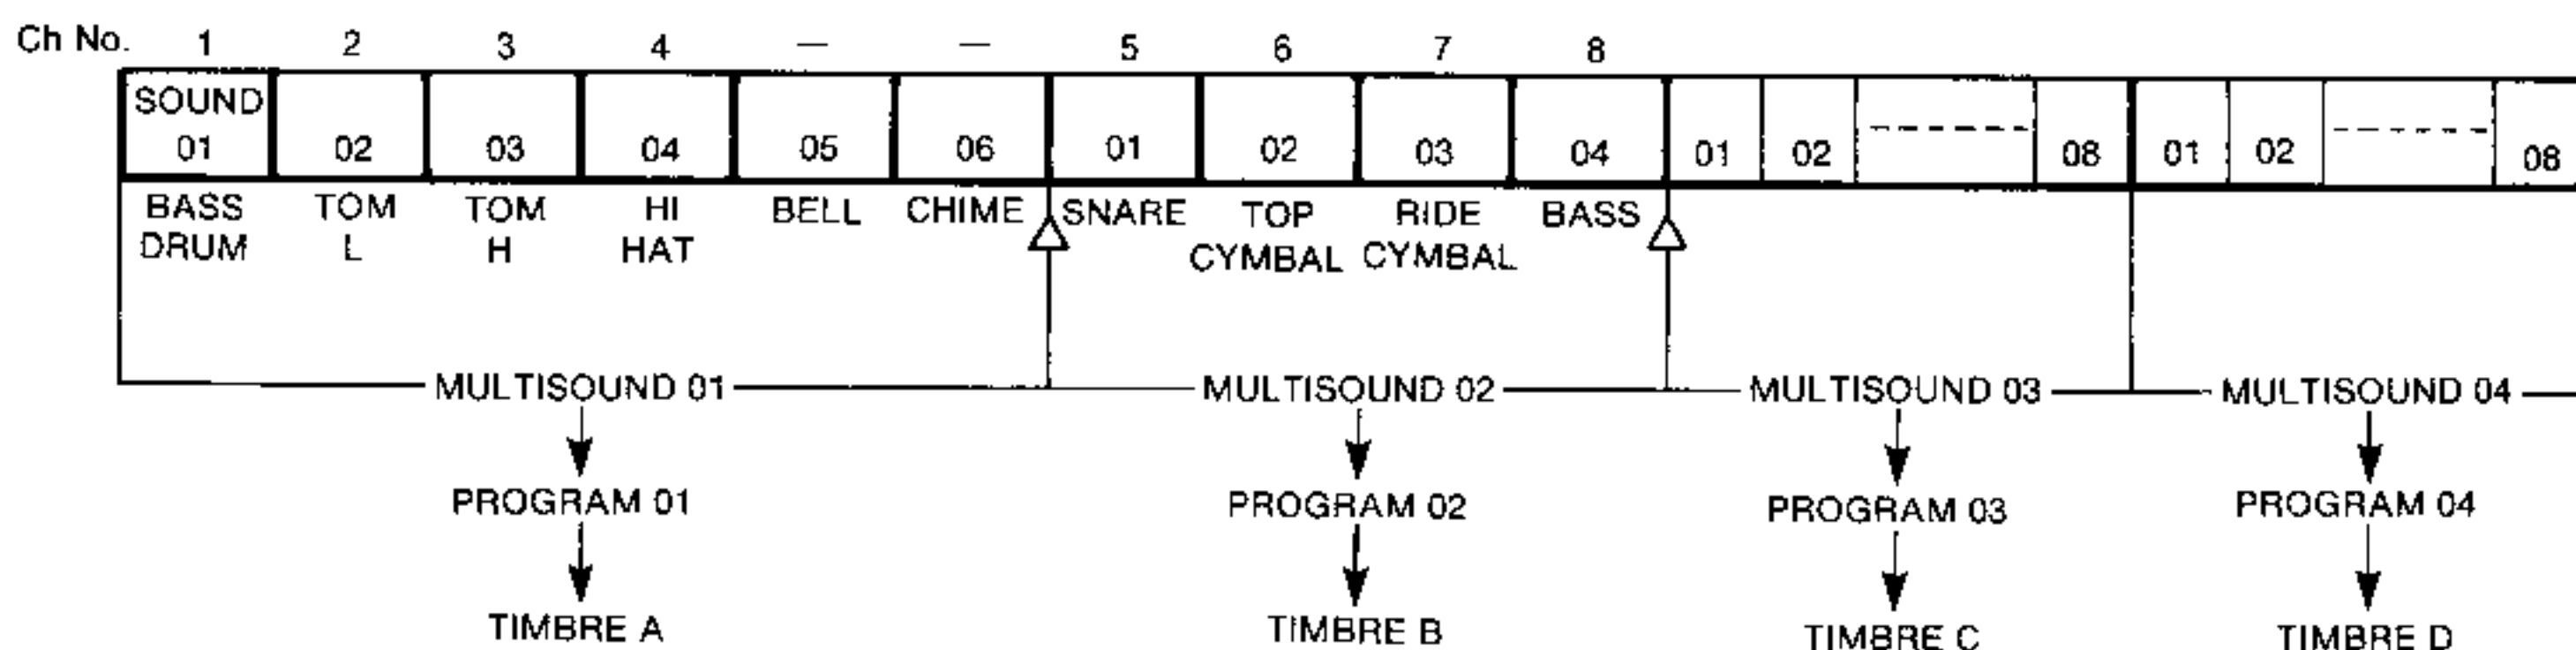 Ch No. 1 2 3 4 — — 5 6 7 8
SOUND
01 02 03 04 05 06 01 02 03 04 01 02 08 01 02 08
BASS TOM TOM HI BELL CHIME SNARE TOP RIDE BASS
DRUM L H HAT CYMBAL CYMBAL
MULTISOUND 01 MULTISOUND 02 MULTISOUND 03 MULTISOUND 04
PROGRAM 01 PROGRAM 02 PROGRAM 03 PROGRAM 04
TIMBRE A TIMBRE B TIMBRE C TIMBRE D